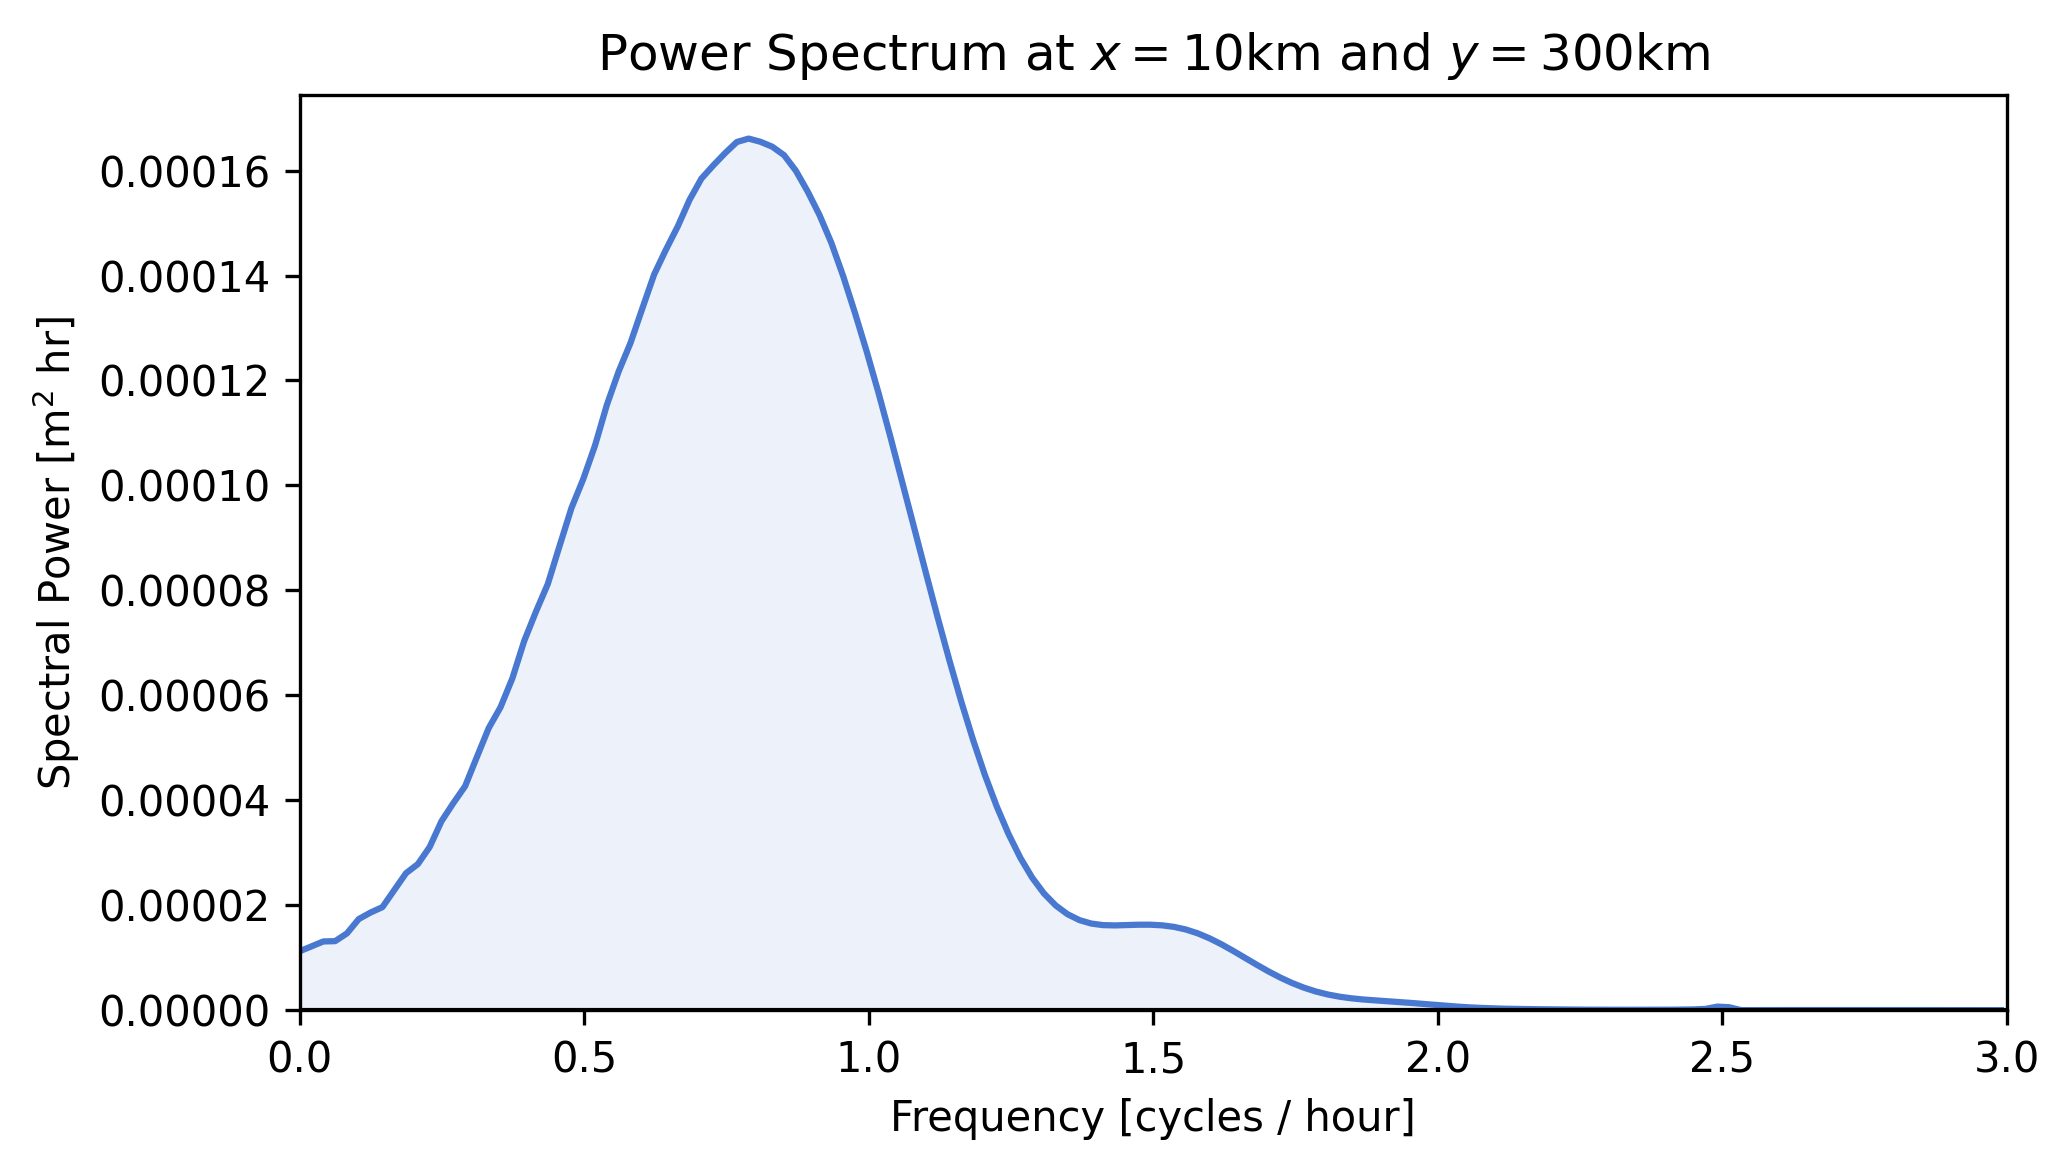 Power Spectrum at x = 10km and y = 300km
Spectral Power [m² hr]
0.00016
0.00014
0.00012
0.00010
0.00008
0.00006
0.00004
0.00002
0.00000
0.0 0.5 1.0 1.5 2.0 2.5 3.0
Frequency [cycles / hour]